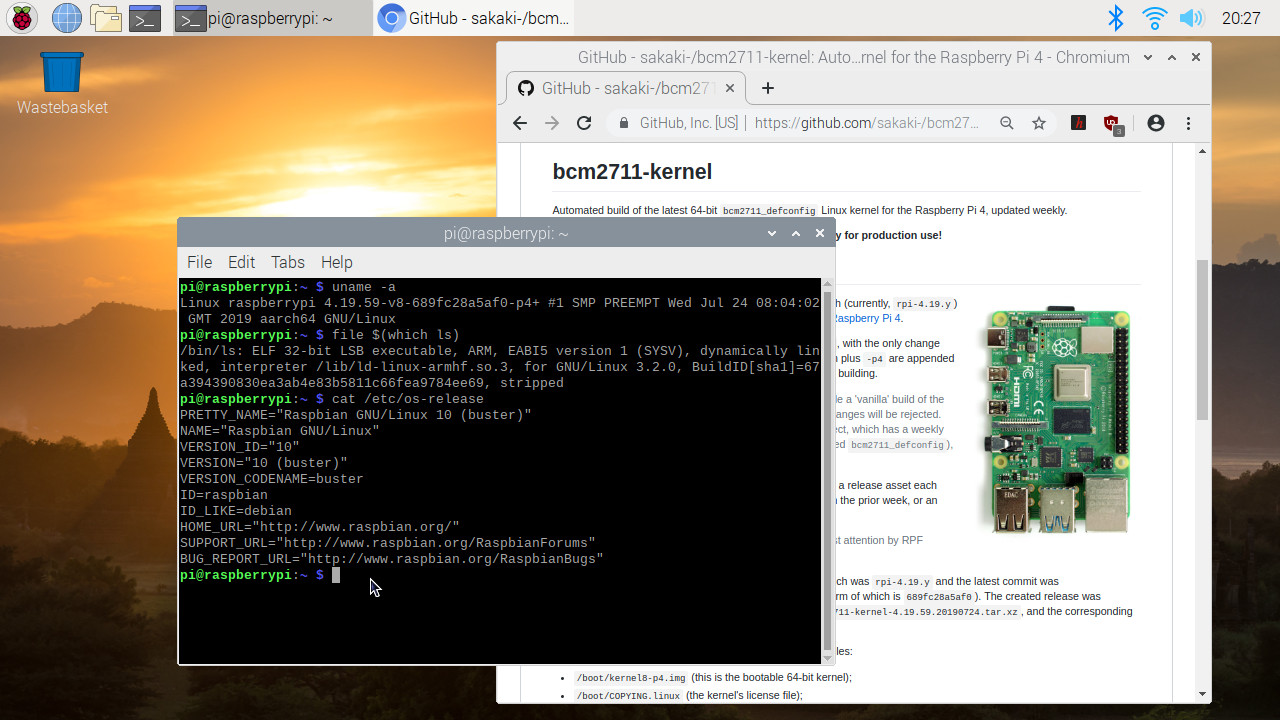 pi@raspberrypi: ~
GitHub - sakaki-/bcm...
20:27
Wastebasket
GitHub - sakaki-/bcm2711-kernel: Auto...rnel for the Raspberry Pi 4 - Chromium
GitHub - sakaki-/bcm271
GitHub, Inc. [US] | https://github.com/sakaki-/bcm27...
3
bcm2711-kernel
Automated build of the latest 64-bit bcm2711_defconfig Linux kernel for the Raspberry Pi 4, updated weekly.
y for production use!
pi@raspberrypi: ~
File Edit Tabs Help
pi@raspberrypi:~ $ uname -a
Linux raspberrypi 4.19.59-v8-689fc28a5af0-p4+ #1 SMP PREEMPT Wed Jul 24 08:04:02
GMT 2019 aarch64 GNU/Linux
pi@raspberrypi:~ $ file $(which ls)
/bin/ls: ELF 32-bit LSB executable, ARM, EABI5 version 1 (SYSV), dynamically lin
ked, interpreter /lib/ld-linux-armhf.so.3, for GNU/Linux 3.2.0, BuildID[sha1]=67
a394390830ea3ab4e83b5811c66fea9784ee69, stripped
pi@raspberrypi:~ $ cat /etc/os-release
PRETTY_NAME="Raspbian GNU/Linux 10 (buster)"
NAME="Raspbian GNU/Linux"
VERSION_ID="10"
VERSION="10 (buster)"
VERSION_CODENAME=buster
ID=raspbian
ID_LIKE=debian
HOME_URL="http://www.raspbian.org/"
SUPPORT_URL="http://www.raspbian.org/RaspbianForums"
BUG_REPORT_URL="http://www.raspbian.org/RaspbianBugs"
pi@raspberrypi:~ $
h (currently, rpi-4.19.y)
Raspberry Pi 4.
, with the only change
n plus -p4 are appended
building.
le a 'vanilla' build of the
anges will be rejected.
ect, which has a weekly
ed bcm2711_defconfig),
a release asset each
n the prior week, or an
st attention by RPF
HDMI
ch was rpi-4.19.y and the latest commit was
rm of which is 689fc28a5af0). The created release was
711-kernel-4.19.59.20190724.tar.xz, and the corresponding
les:
/boot/kernel8-p4.img (this is the bootable 64-bit kernel);
/boot/COPYING.linux (the kernel's license file);